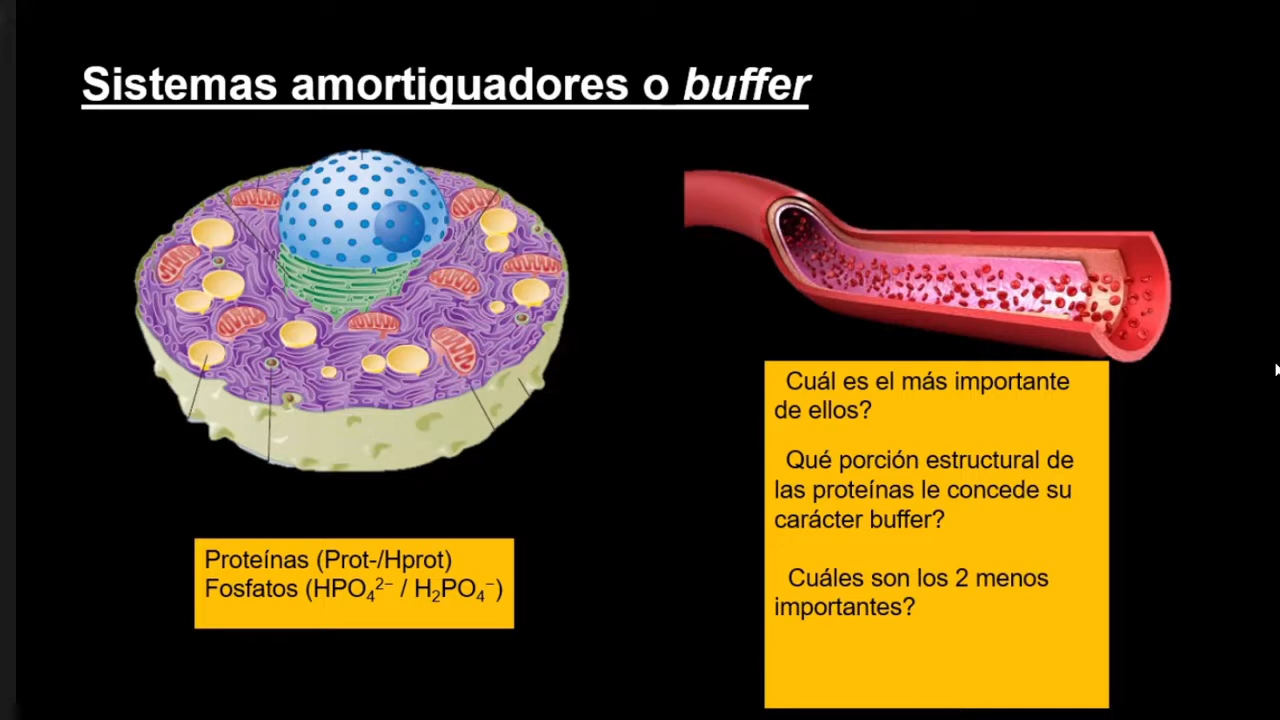 Sistemas amortiguadores o buffer
Proteínas (Prot-/Hprot)
Fosfatos (HPO₄²⁻ / H₂PO₄⁻)
Cuál es el más importante
de ellos?
Qué porción estructural de
las proteínas le concede su
carácter buffer?
Cuáles son los 2 menos
importantes?